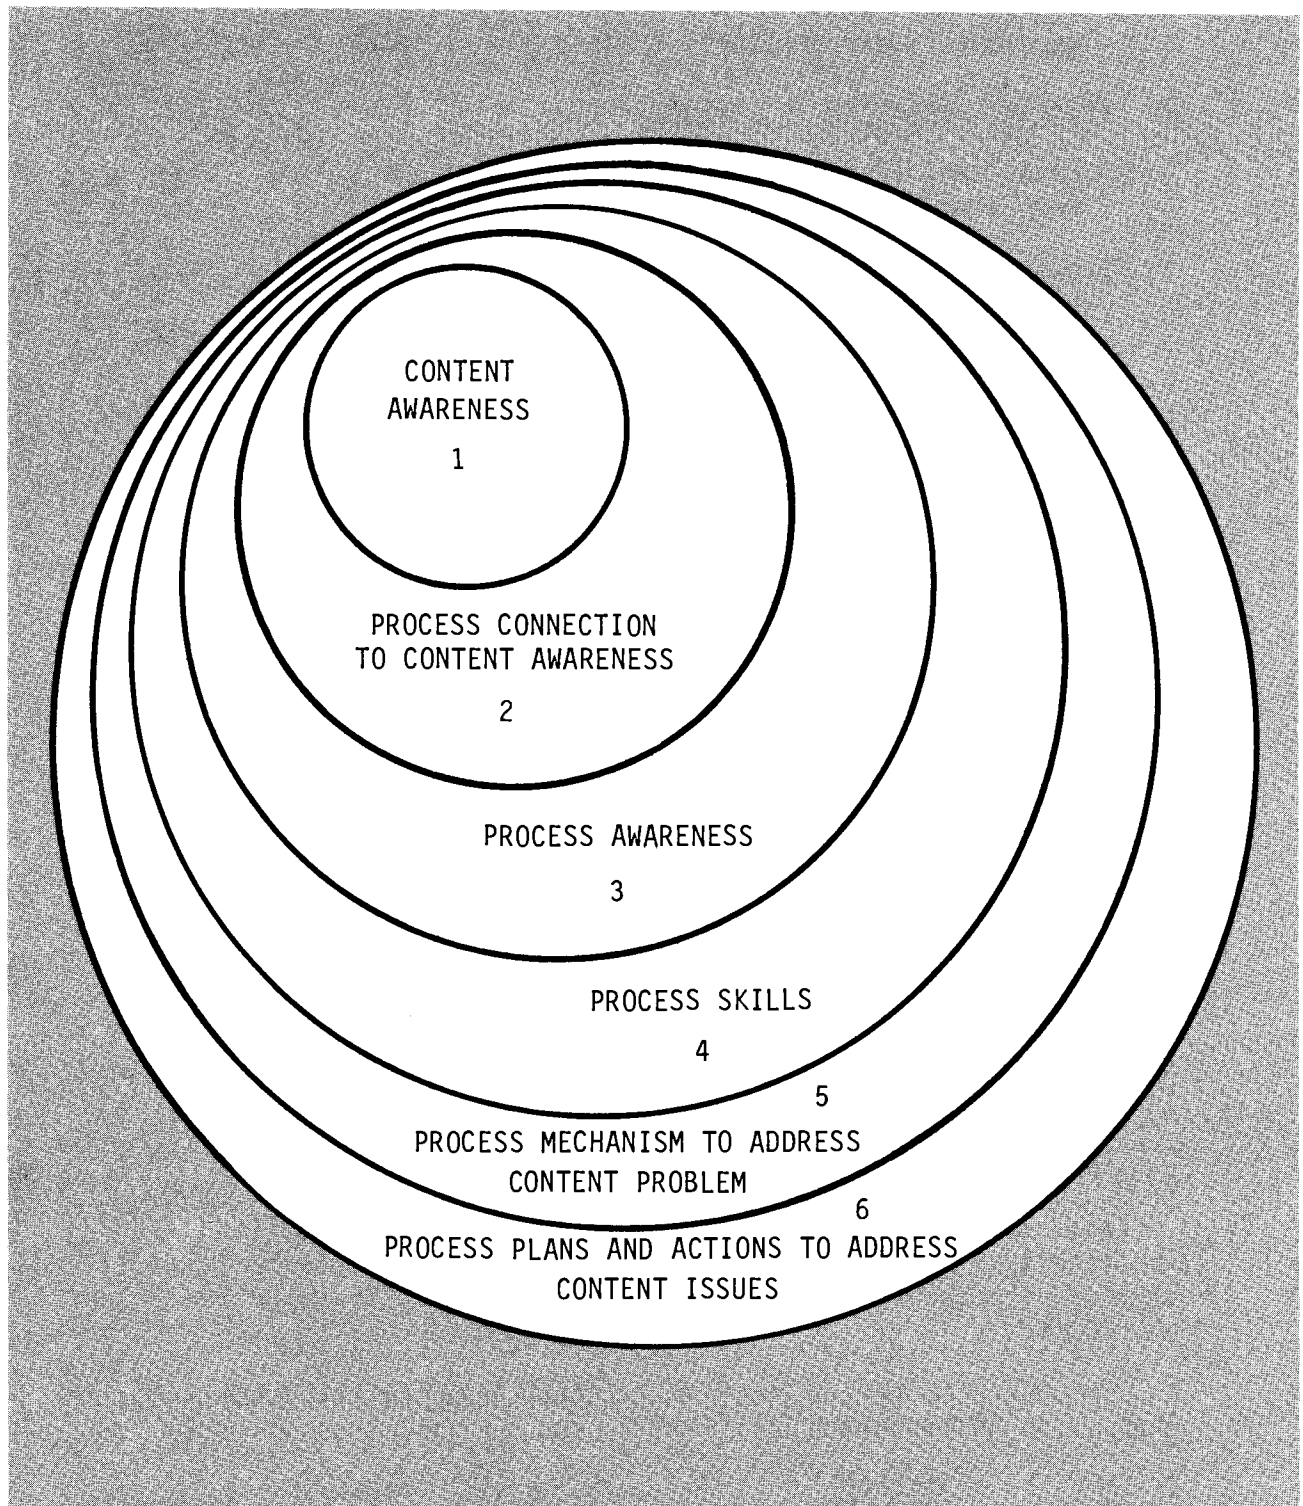 CONTENT
AWARENESS
1
PROCESS CONNECTION
TO CONTENT AWARENESS
2
PROCESS AWARENESS
3
PROCESS SKILLS
4
5
PROCESS MECHANISM TO ADDRESS
CONTENT PROBLEM
6
PROCESS PLANS AND ACTIONS TO ADDRESS
CONTENT ISSUES